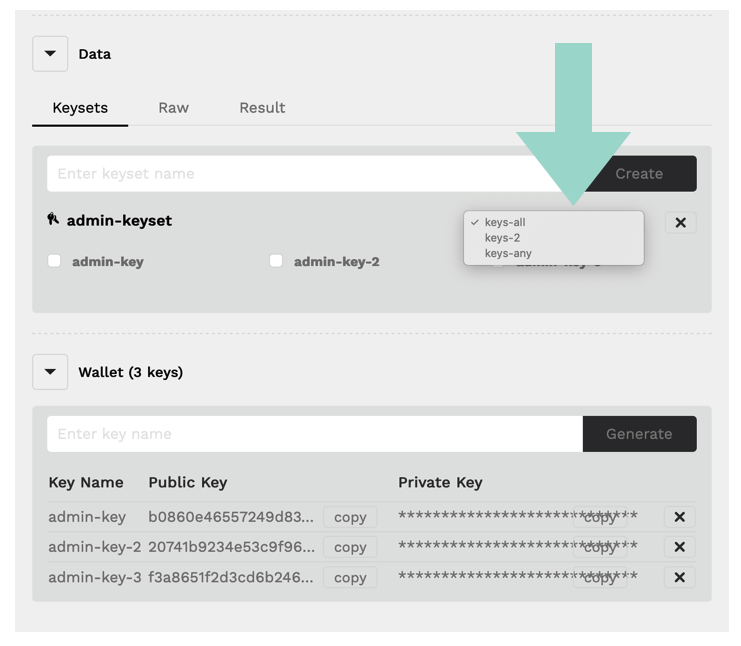 Data
Keysets Raw Result
Enter keyset name Create
admin-keyset
✓ keys-all
keys-2
keys-any
admin-key admin-key-2
Wallet (3 keys)
Enter key name Generate
Key Name Public Key Private Key
admin-key b0860e46557249d83... copy ************************** copy
admin-key-2 20741b9234e53c9f96... copy ************************** copy
admin-key-3 f3a8651f2d3cd6b246... copy ************************** copy